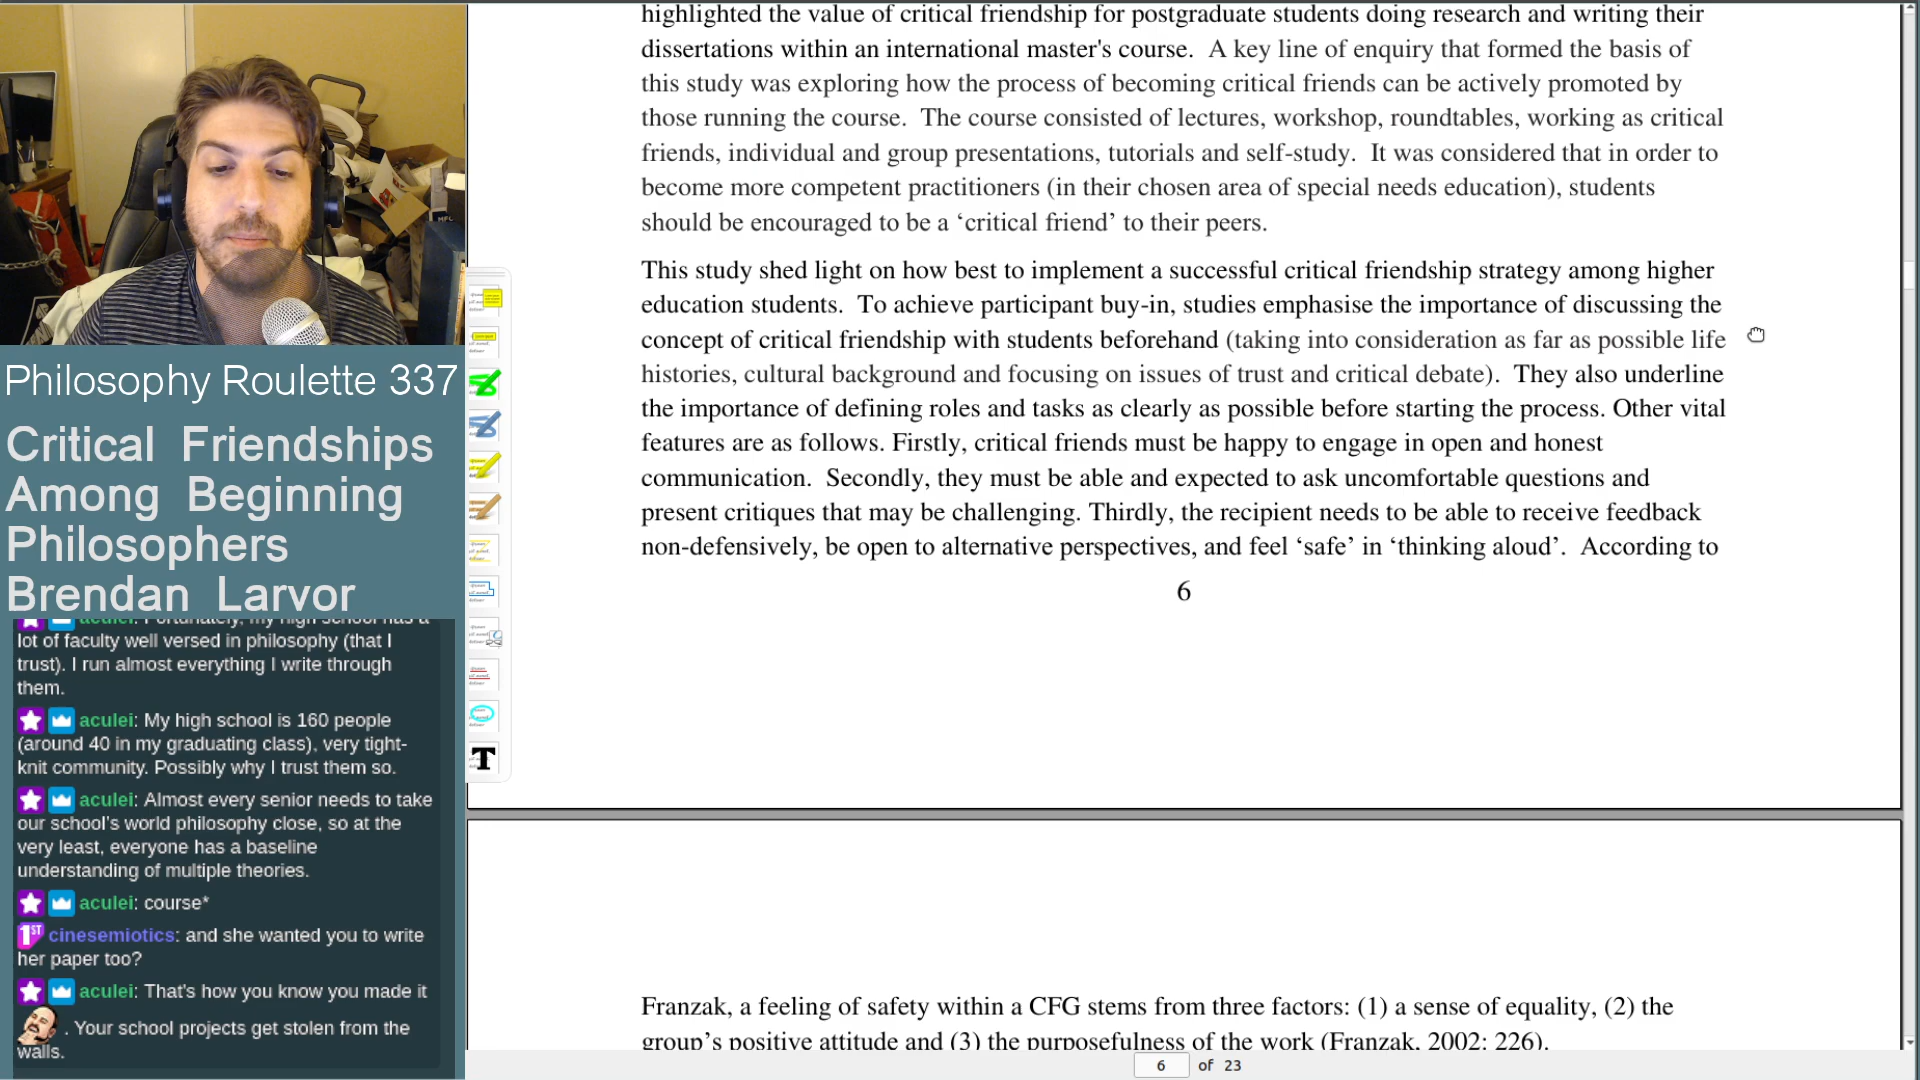 highlighted the value of critical friendship for postgraduate students doing research and writing their
dissertations within an international master's course.  A key line of enquiry that formed the basis of
this study was exploring how the process of becoming critical friends can be actively promoted by
those running the course.  The course consisted of lectures, workshop, roundtables, working as critical
friends, individual and group presentations, tutorials and self-study.  It was considered that in order to
become more competent practitioners (in their chosen area of special needs education), students
should be encouraged to be a ‘critical friend’ to their peers.
This study shed light on how best to implement a successful critical friendship strategy among higher
education students.  To achieve participant buy-in, studies emphasise the importance of discussing the
concept of critical friendship with students beforehand (taking into consideration as far as possible life
histories, cultural background and focusing on issues of trust and critical debate).  They also underline
the importance of defining roles and tasks as clearly as possible before starting the process. Other vital
features are as follows. Firstly, critical friends must be happy to engage in open and honest
communication.  Secondly, they must be able and expected to ask uncomfortable questions and
present critiques that may be challenging. Thirdly, the recipient needs to be able to receive feedback
non-defensively, be open to alternative perspectives, and feel ‘safe’ in ‘thinking aloud’.  According to
6
Franzak, a feeling of safety within a CFG stems from three factors: (1) a sense of equality, (2) the
group’s positive attitude and (3) the purposefulness of the work (Franzak, 2002: 226).
6 of 23
T
Philosophy Roulette 337
Critical Friendships
Among Beginning
Philosophers
Brendan Larvor
aculei: Fortunately, my high school has a
lot of faculty well versed in philosophy (that I
trust). I run almost everything I write through
them.
aculei: My high school is 160 people
(around 40 in my graduating class), very tight-
knit community. Possibly why I trust them so.
aculei: Almost every senior needs to take
our school's world philosophy close, so at the
very least, everyone has a baseline
understanding of multiple theories.
aculei: course*
1ST cinesemiotics: and she wanted you to write
her paper too?
aculei: That's how you know you made it
. Your school projects get stolen from the
walls.